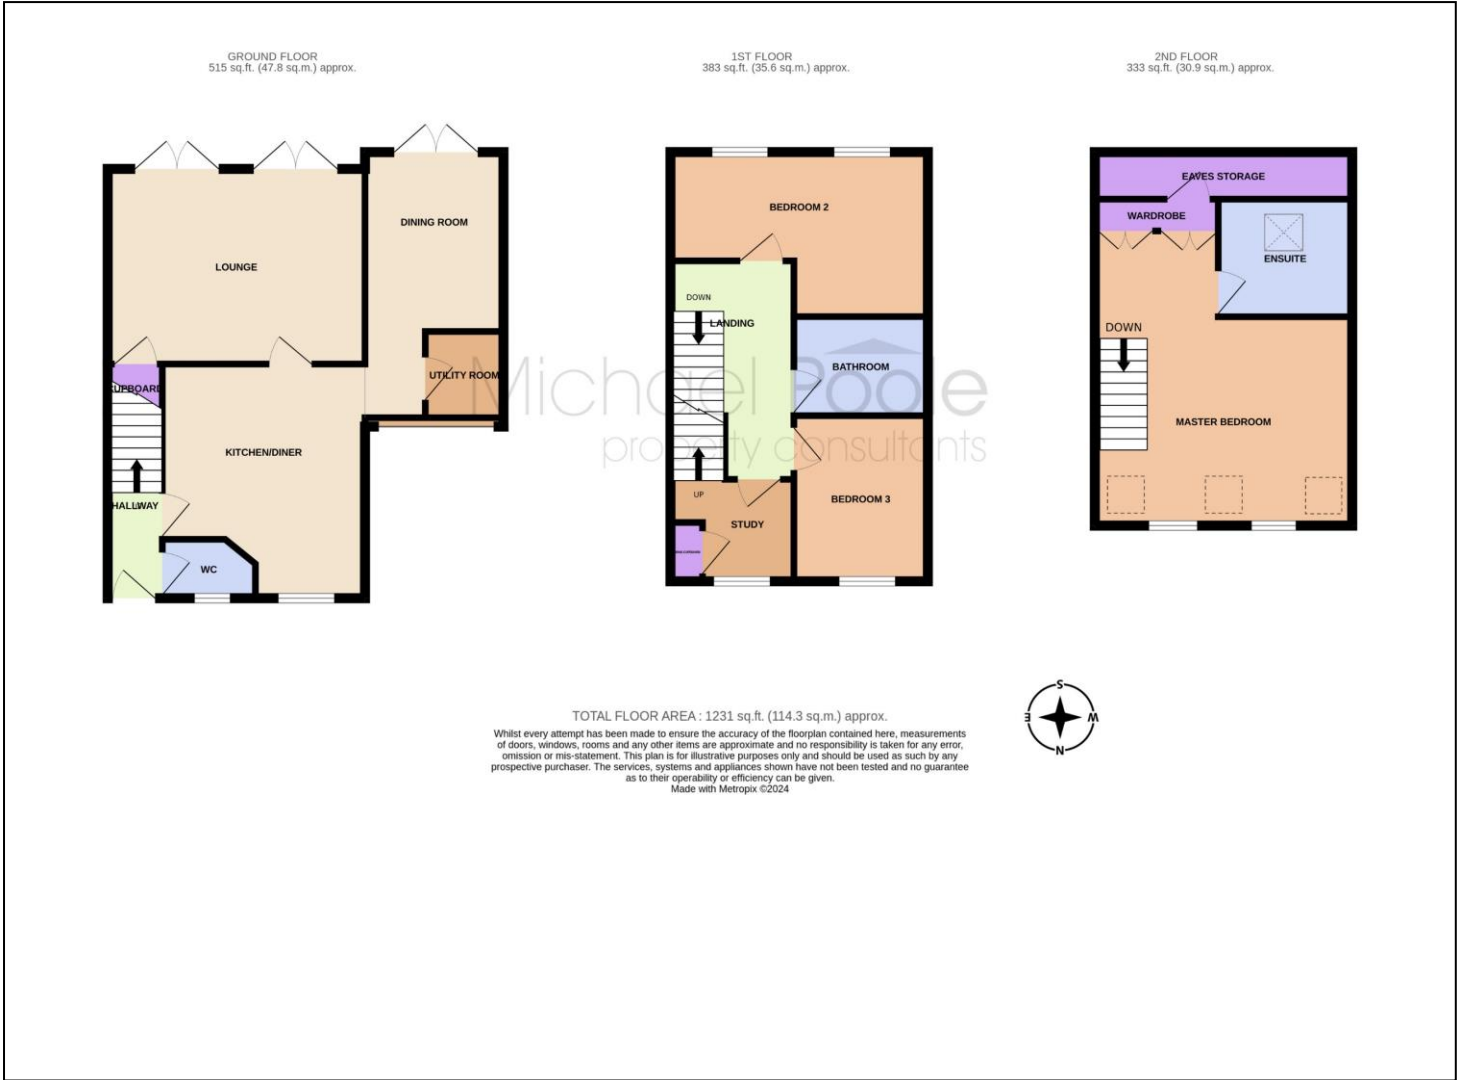 GROUND FLOOR
515 sq.ft. (47.8 sq.m.) approx.
1ST FLOOR
383 sq.ft. (35.6 sq.m.) approx.
2ND FLOOR
333 sq.ft. (30.9 sq.m.) approx.
LOUNGE
DINING ROOM
CUPBOARD
UTILITY ROOM
KITCHEN/DINER
HALLWAY
WC
BEDROOM 2
DOWN
LANDING
BATHROOM
BEDROOM 3
UP
STUDY
EAVES STORAGE
WARDROBE
ENSUITE
DOWN
MASTER BEDROOM
Michael Poole
property consultants
S
E
W
N
TOTAL FLOOR AREA : 1231 sq.ft. (114.3 sq.m.) approx.
Whilst every attempt has been made to ensure the accuracy of the floorplan contained here, measurements
of doors, windows, rooms and any other items are approximate and no responsibility is taken for any error,
omission or mis-statement. This plan is for illustrative purposes only and should be used as such by any
prospective purchaser. The services, systems and appliances shown have not been tested and no guarantee
as to their operability or efficiency can be given.
Made with Metropix ©2024